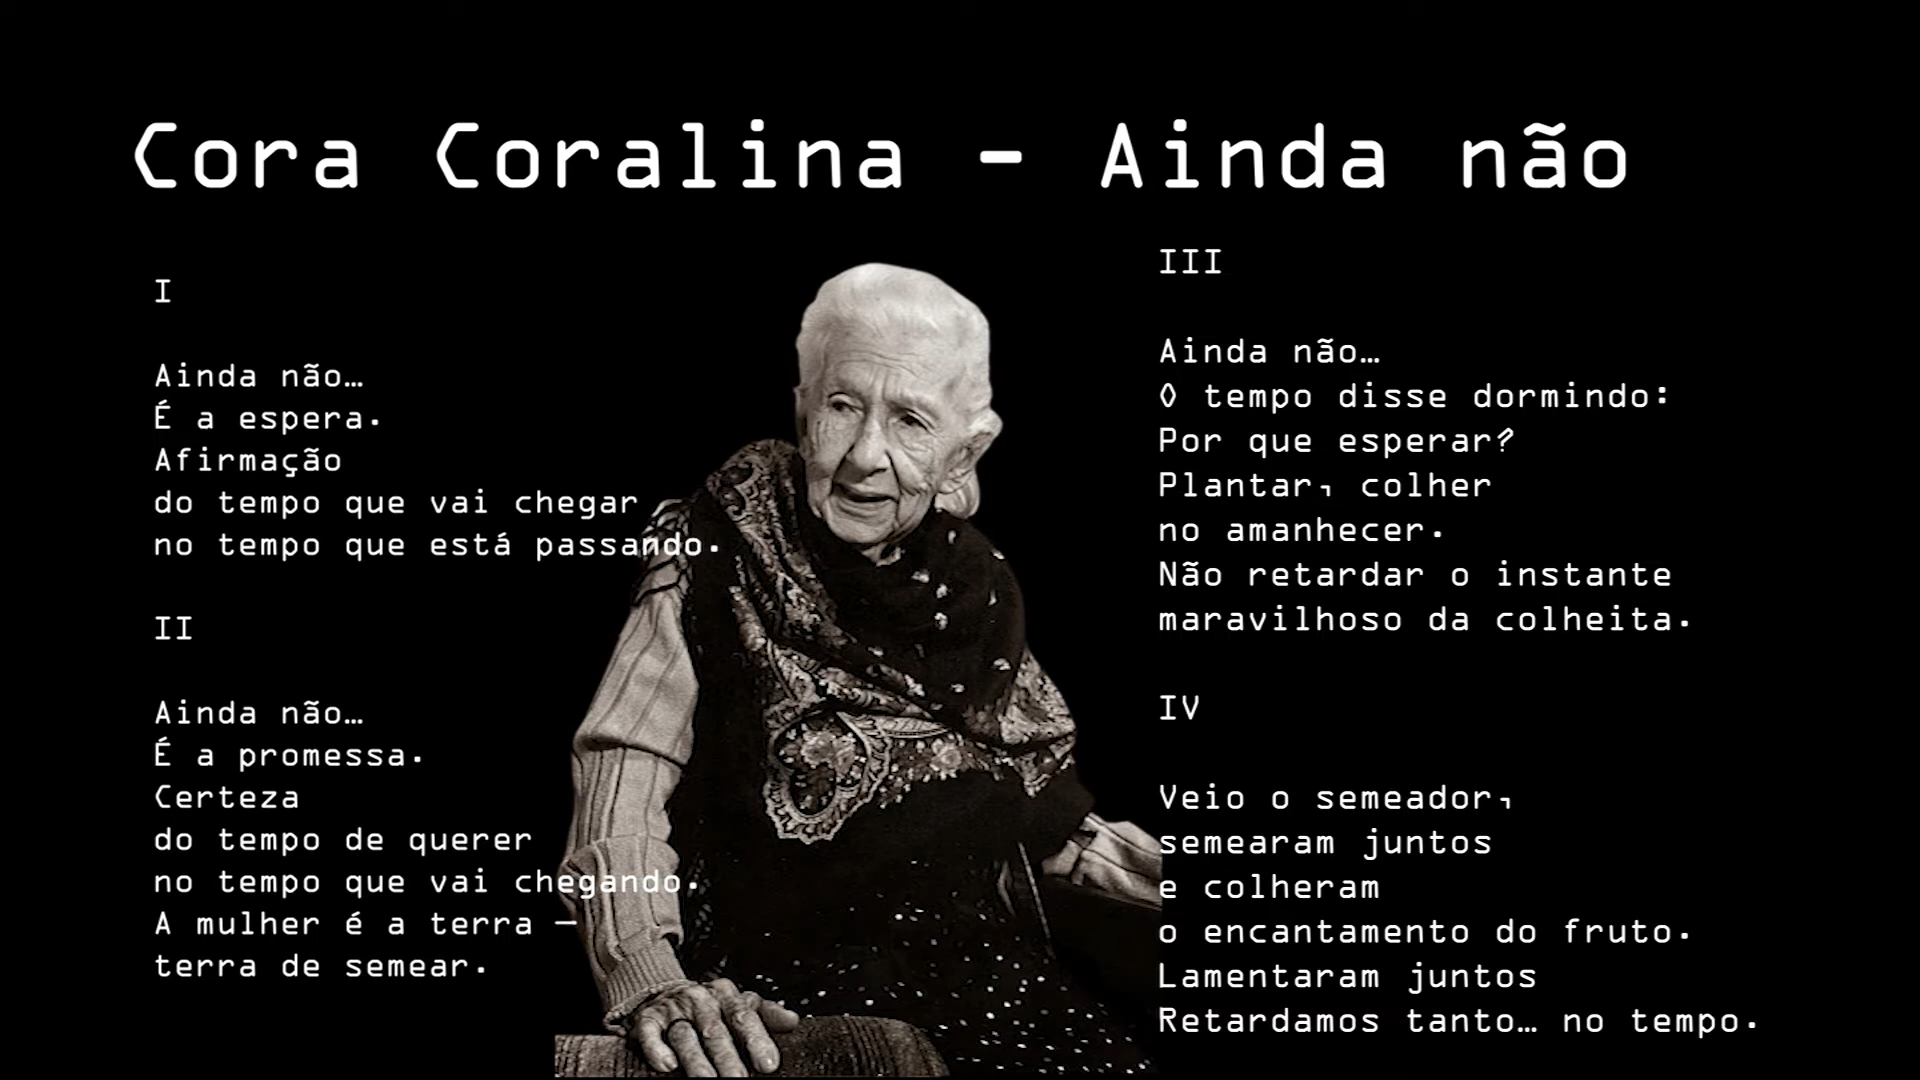 Cora Coralina - Ainda não
I
Ainda não…
É a espera.
Afirmação
do tempo que vai chegar
no tempo que está passando.
II
Ainda não…
É a promessa.
Certeza
do tempo de querer
no tempo que vai chegando.
A mulher é a terra —
terra de semear.
III
Ainda não…
O tempo disse dormindo:
Por que esperar?
Plantar, colher
no amanhecer.
Não retardar o instante
maravilhoso da colheita.
IV
Veio o semeador,
semearam juntos
e colheram
o encantamento do fruto.
Lamentaram juntos
Retardamos tanto… no tempo.